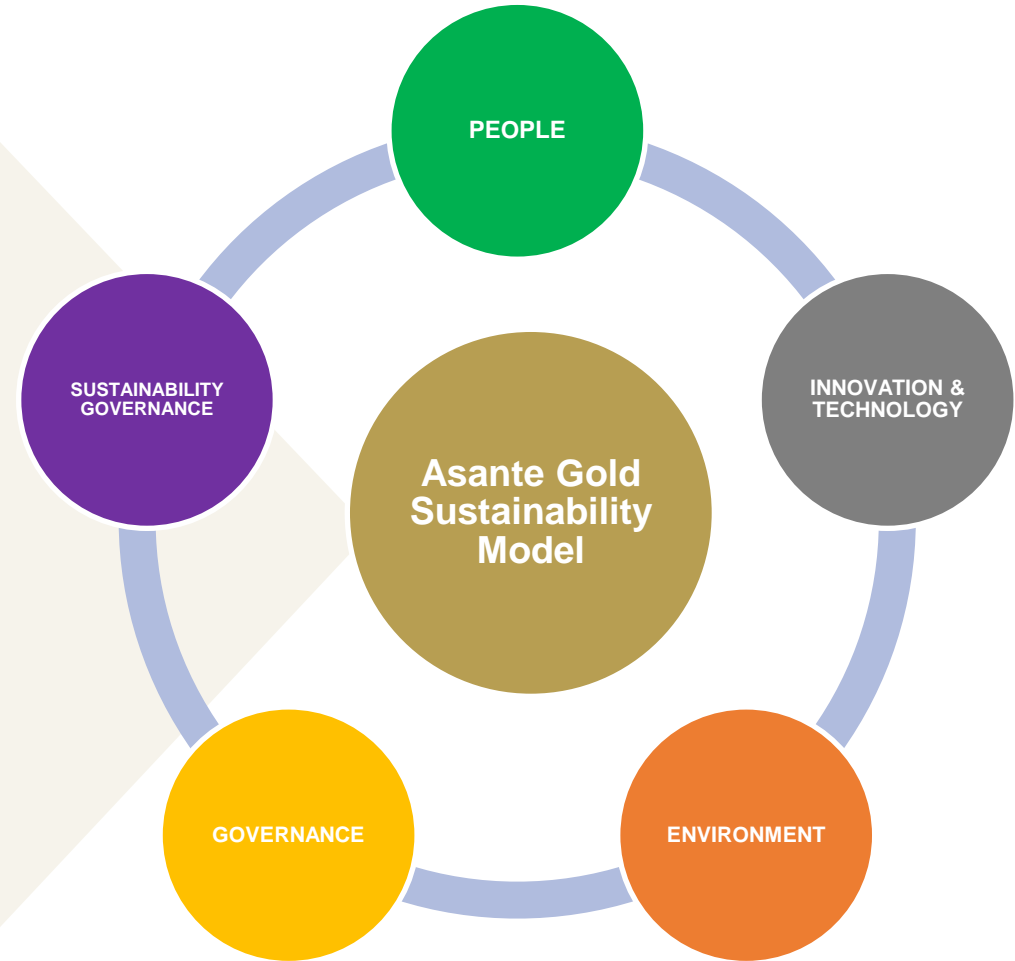 PEOPLE
SUSTAINABILITY
GOVERNANCE
INNOVATION &
TECHNOLOGY
Asante Gold
Sustainability
Model
GOVERNANCE
ENVIRONMENT